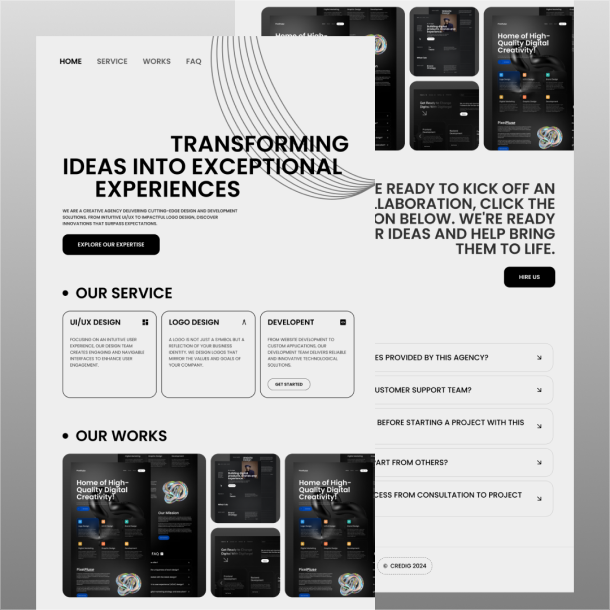 HOME SERVICE WORKS FAQ
TRANSFORMING
IDEAS INTO EXCEPTIONAL
EXPERIENCES
WE ARE A CREATIVE AGENCY DELIVERING CUTTING-EDGE DESIGN AND DEVELOPMENT
SOLUTIONS. FROM INTUITIVE UI/UX TO IMPACTFUL LOGO DESIGN, DISCOVER
INNOVATIONS THAT SURPASS EXPECTATIONS.
EXPLORE OUR EXPERTISE
OUR SERVICE
UI/UX DESIGN
FOCUSING ON AN INTUITIVE USER
EXPERIENCE, OUR DESIGN TEAM
CREATES ENGAGING AND NAVIGABLE
INTERFACES TO ENHANCE USER
ENGAGEMENT.
LOGO DESIGN
A LOGO IS NOT JUST A SYMBOL BUT A
REFLECTION OF YOUR BUSINESS
IDENTITY. WE DESIGN LOGOS THAT
MIRROR THE VALUES AND GOALS OF
YOUR COMPANY.
DEVELOPENT
FROM WEBSITE DEVELOPMENT TO
CUSTOM APPLICATIONS, OUR
DEVELOPMENT TEAM DELIVERS RELIABLE
AND INNOVATIVE TECHNOLOGICAL
SOLUTIONS.
GET STARTED
OUR WORKS
Home of High-
Quality Digital
Creativity!
Our Mission
FAQ
PixelMuse
Home of High-
Quality Digital
Creativity!
PixelMuse
Home of High-
Home of High-
Quality Digital
Creativity!
PixelMuse
E READY TO KICK OFF AN
LLABORATION, CLICK THE
ON BELOW. WE'RE READY
R IDEAS AND HELP BRING
THEM TO LIFE.
HIRE US
ES PROVIDED BY THIS AGENCY?
USTOMER SUPPORT TEAM?
BEFORE STARTING A PROJECT WITH THIS
ART FROM OTHERS?
CESS FROM CONSULTATION TO PROJECT
© CREDIG 2024